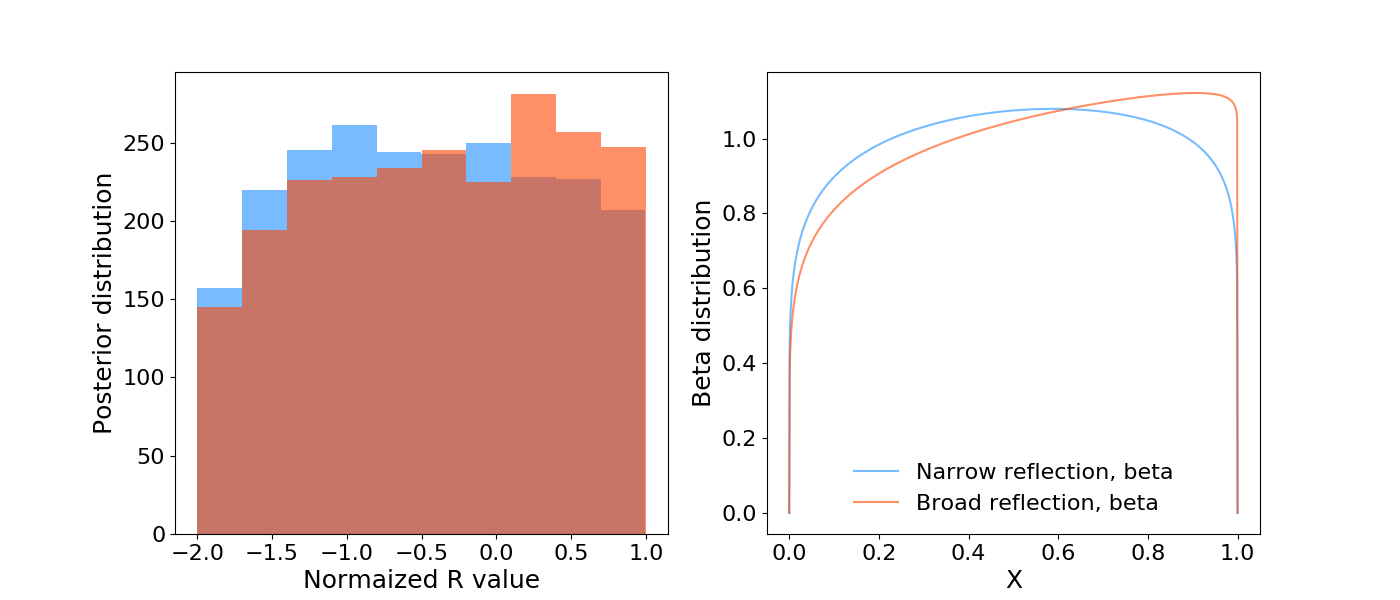 Posterior distribution
250
200
150
100
50
0
−2.0 −1.5 −1.0 −0.5 0.0 0.5 1.0
Normaized R value
Beta distribution
1.0
0.8
0.6
0.4
0.2
0.0
Narrow reflection, beta
Broad reflection, beta
0.0 0.2 0.4 0.6 0.8 1.0
X